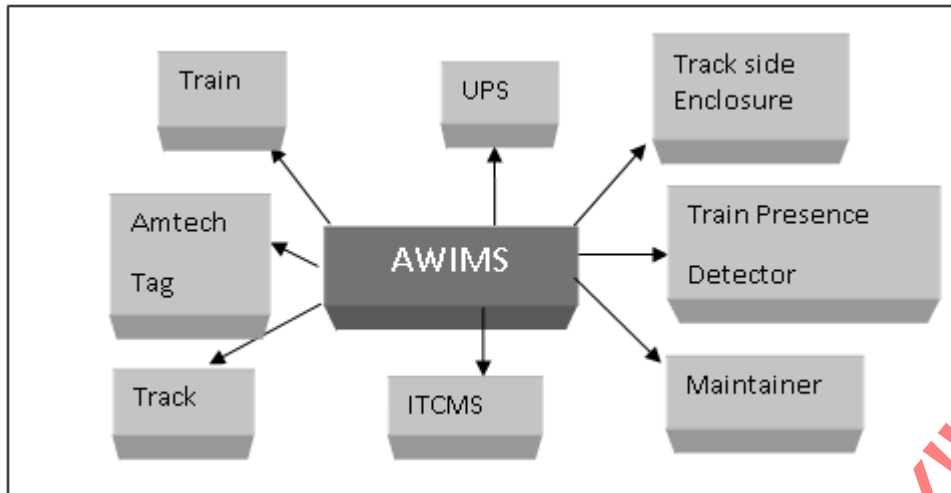 Train
UPS
Track side
Enclosure
Amtech
Tag
AWIMS
Train Presence
Detector
Track
ITCMS
Maintainer